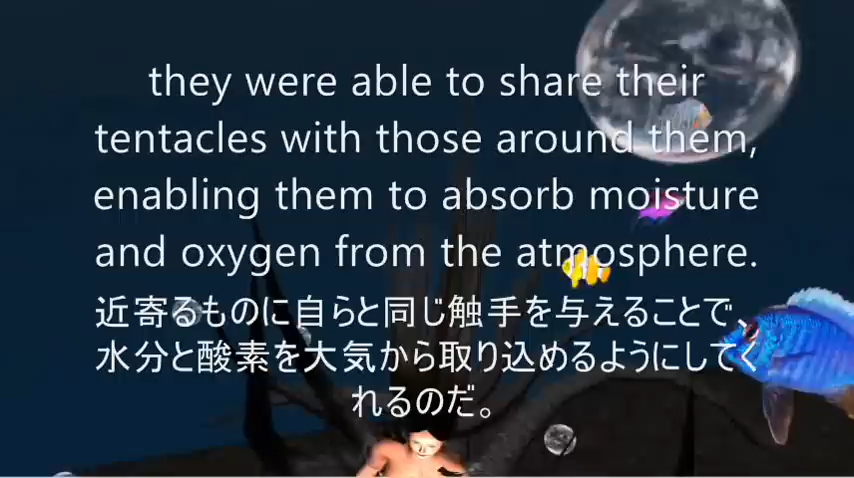 they were able to share their
tentacles with those around them,
enabling them to absorb moisture
and oxygen from the atmosphere.
近寄るものに自らと同じ触手を与えることで、
水分と酸素を大気から取り込めるようにしてく
れるのだ。